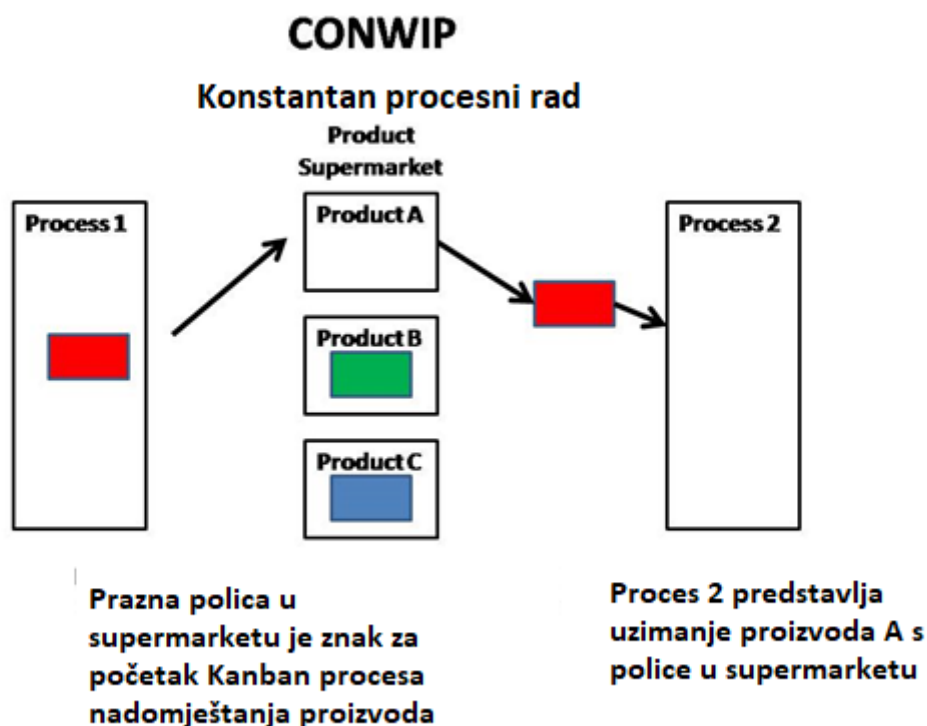 CONWIP
Konstantan procesni rad
Product
Supermarket
Process 1
Product A
Process 2
Product B
Product C
Prazna polica u
supermarketu je znak za
početak Kanban procesa
nadomještanja proizvoda
Proces 2 predstavlja
uzimanje proizvoda A s
police u supermarketu